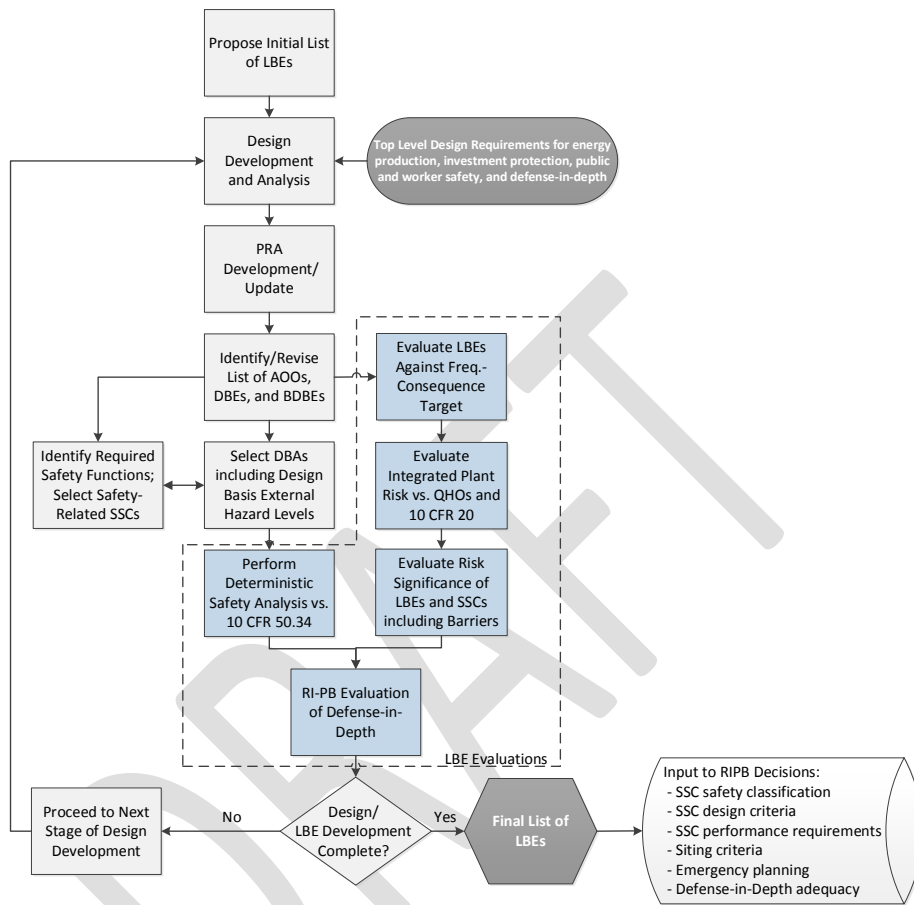 Propose Initial List
of LBEs
Design
Development
and Analysis
Top Level Design Requirements for energy
production, investment protection, public
and worker safety, and defense-in-depth
PRA
Development/
Update
Identify/Revise
List of AOOs,
DBEs, and BDBEs
Evaluate LBEs
Against Freq.-
Consequence
Target
Identify Required
Safety Functions;
Select Safety-
Related SSCs
Select DBAs
including Design
Basis External
Hazard Levels
Evaluate
Integrated Plant
Risk vs. QHOs and
10 CFR 20
Perform
Deterministic
Safety Analysis vs.
10 CFR 50.34
Evaluate Risk
Significance of
LBEs and SSCs
including Barriers
RI-PB Evaluation
of Defense-in-
Depth
LBE Evaluations
Proceed to Next
Stage of Design
Development
No
Design/
LBE Development
Complete?
Yes
Final List of
LBEs
Input to RIPB Decisions:
- SSC safety classification
- SSC design criteria
- SSC performance requirements
- Siting criteria
- Emergency planning
- Defense-in-Depth adequacy
DRAFT